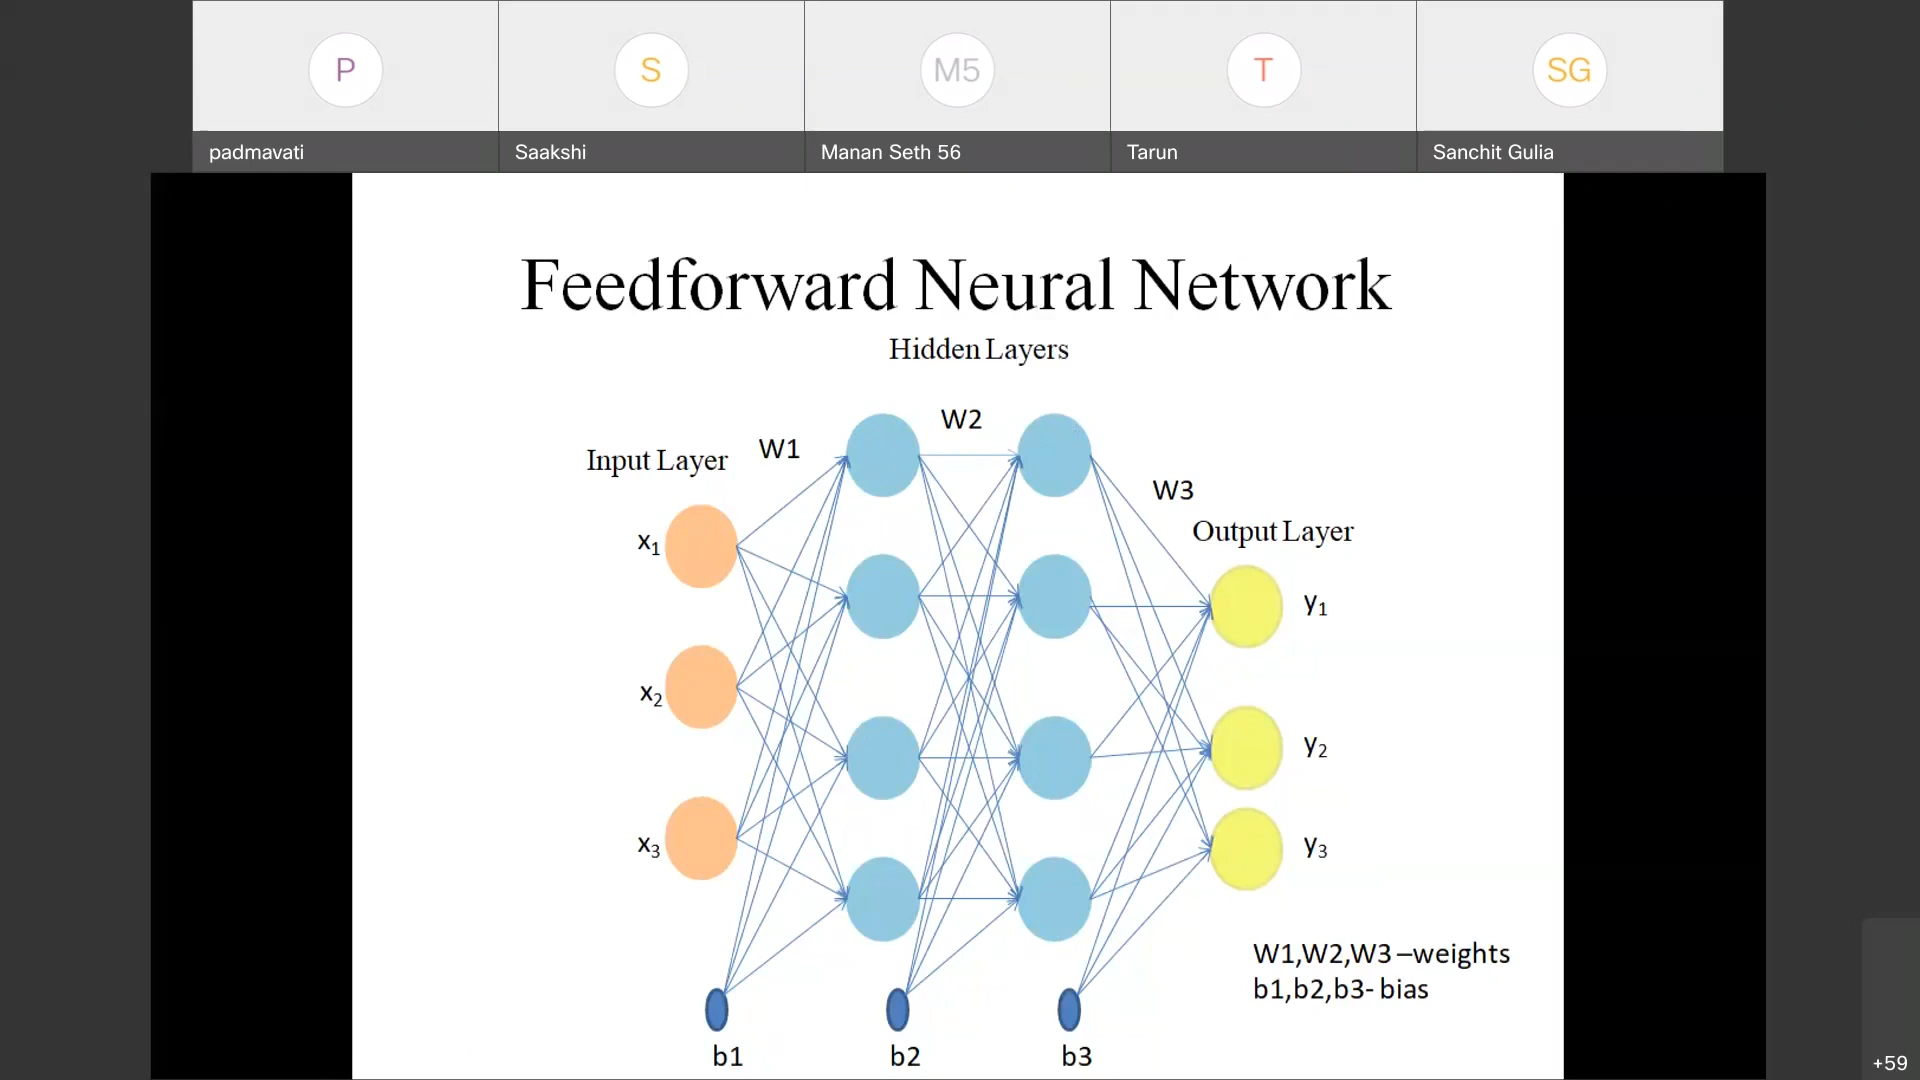 P
S
M5
T
SG
padmavati
Saakshi
Manan Seth 56
Tarun
Sanchit Gulia
Feedforward Neural Network
Hidden Layers
W2
W1
Input Layer
W3
Output Layer
x₁
y₁
x₂
y₂
x₃
y₃
W1,W2,W3 –weights
b1,b2,b3- bias
b1
b2
b3
+59